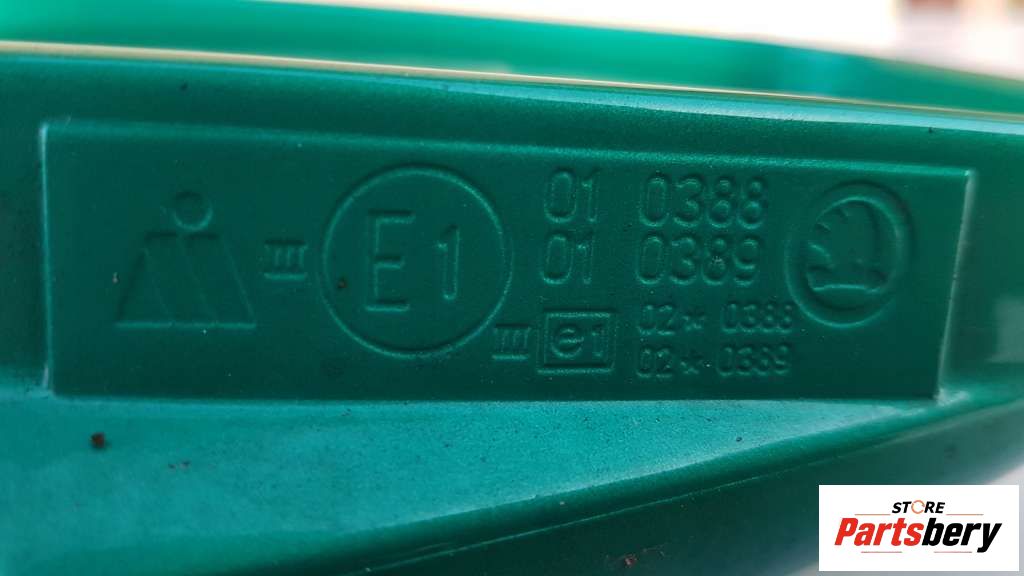 III E1 01 0388
01 0389
III e1 02* 0388
02* 0389
STORE
Partsbery